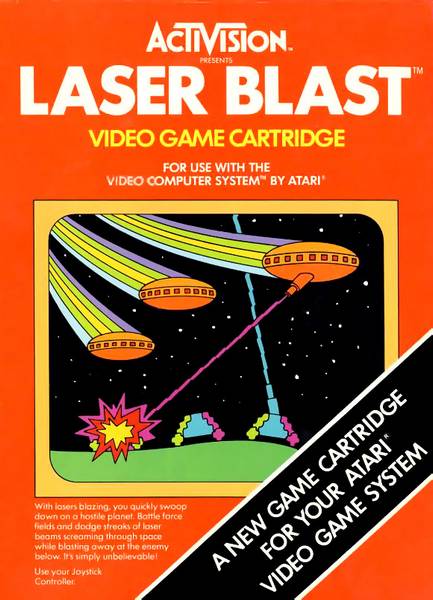 ACTIVISION™
PRESENTS
LASER BLAST™
VIDEO GAME CARTRIDGE
FOR USE WITH THE
VIDEO COMPUTER SYSTEM™ BY ATARI®
A NEW GAME CARTRIDGE
FOR YOUR ATARI®
VIDEO GAME SYSTEM
With lasers blazing, you quickly swoop
down on a hostile planet. Battle force
fields and dodge streaks of laser
beams screaming through space
while blasting away at the enemy
below. It's simply unbelievable!
Use your Joystick
Controller.